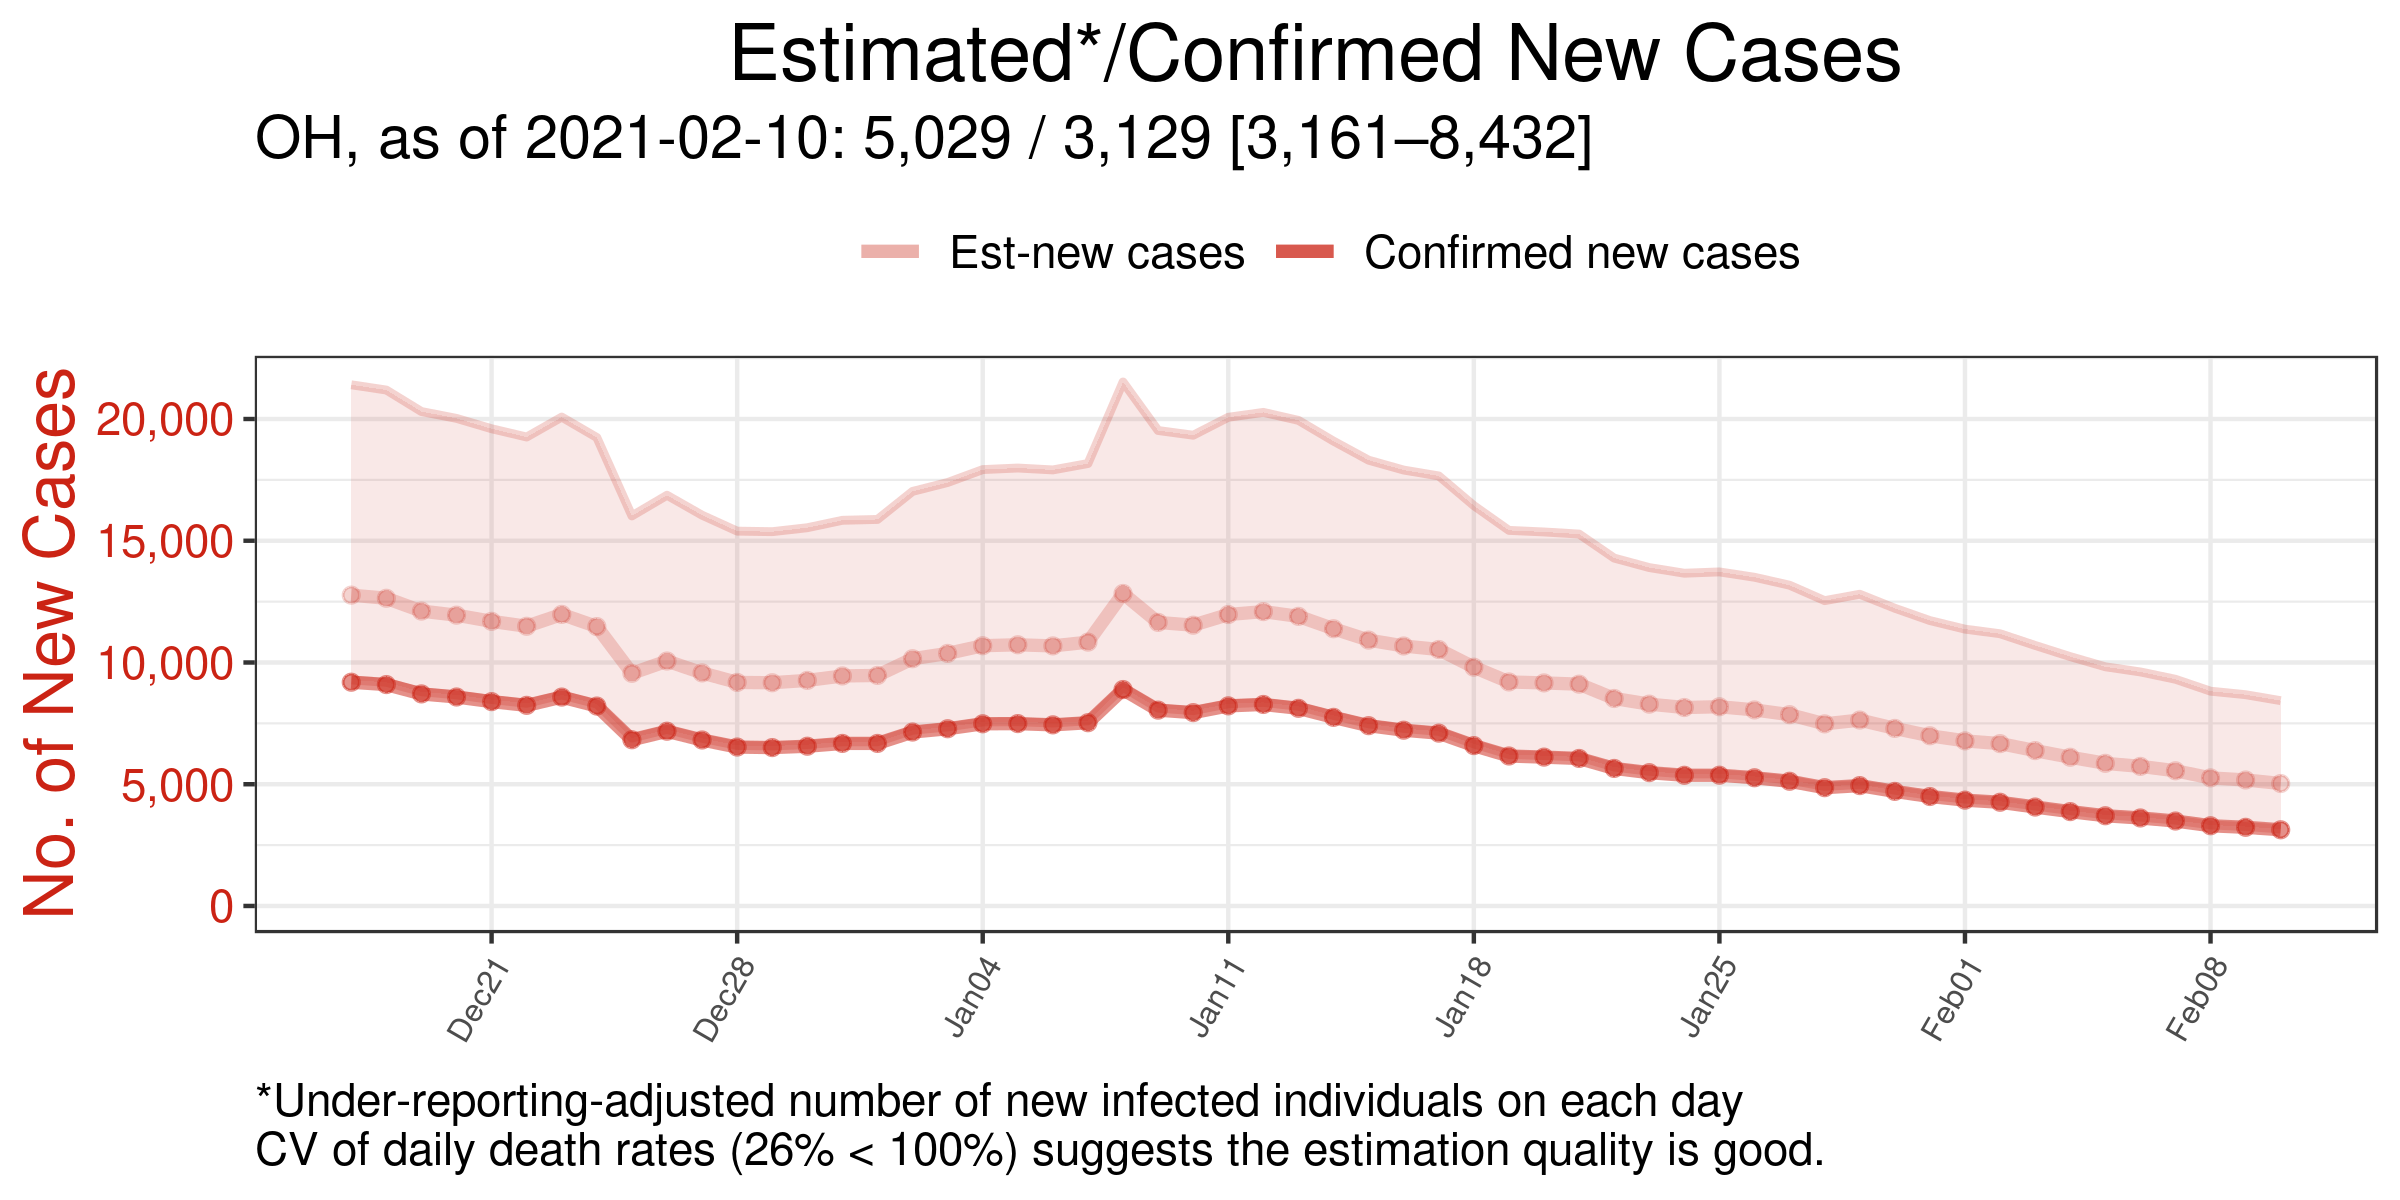 Estimated*/Confirmed New Cases
OH, as of 2021-02-10: 5,029 / 3,129 [3,161–8,432]
Est-new cases
Confirmed new cases
No. of New Cases
20,000
15,000
10,000
5,000
0
Dec21
Dec28
Jan04
Jan11
Jan18
Jan25
Feb01
Feb08
*Under-reporting-adjusted number of new infected individuals on each day
CV of daily death rates (26% < 100%) suggests the estimation quality is good.